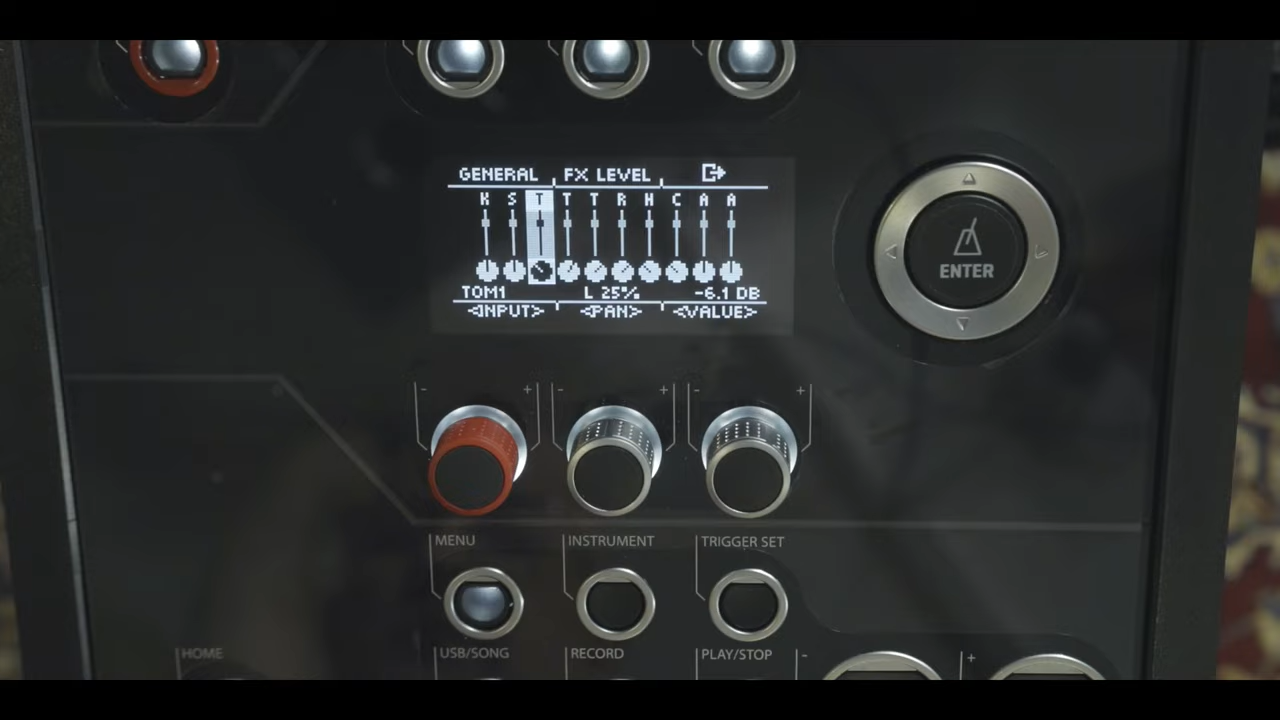 GENERAL FX LEVEL
K S T T T R H C A A
TOM1 L 25% -6.1 DB
<INPUT> <PAN> <VALUE>
ENTER
- + - + - +
MENU INSTRUMENT TRIGGER SET
HOME USB/SONG RECORD PLAY/STOP - +